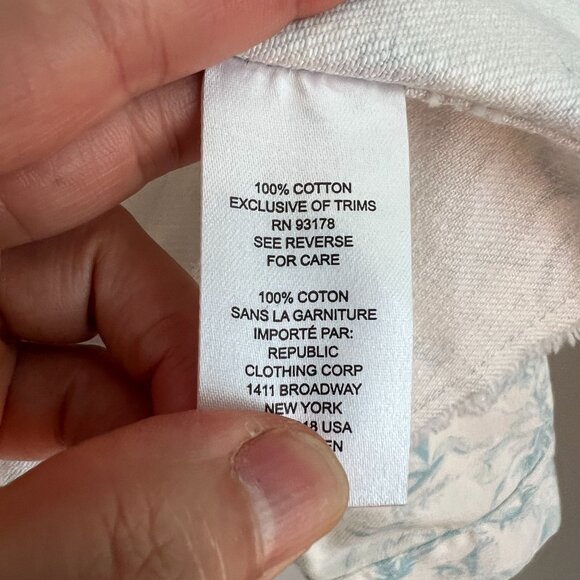 100% COTTON
EXCLUSIVE OF TRIMS
RN 93178
SEE REVERSE
FOR CARE
100% COTON
SANS LA GARNITURE
IMPORTÉ PAR:
REPUBLIC
CLOTHING CORP
1411 BROADWAY
NEW YORK
USA